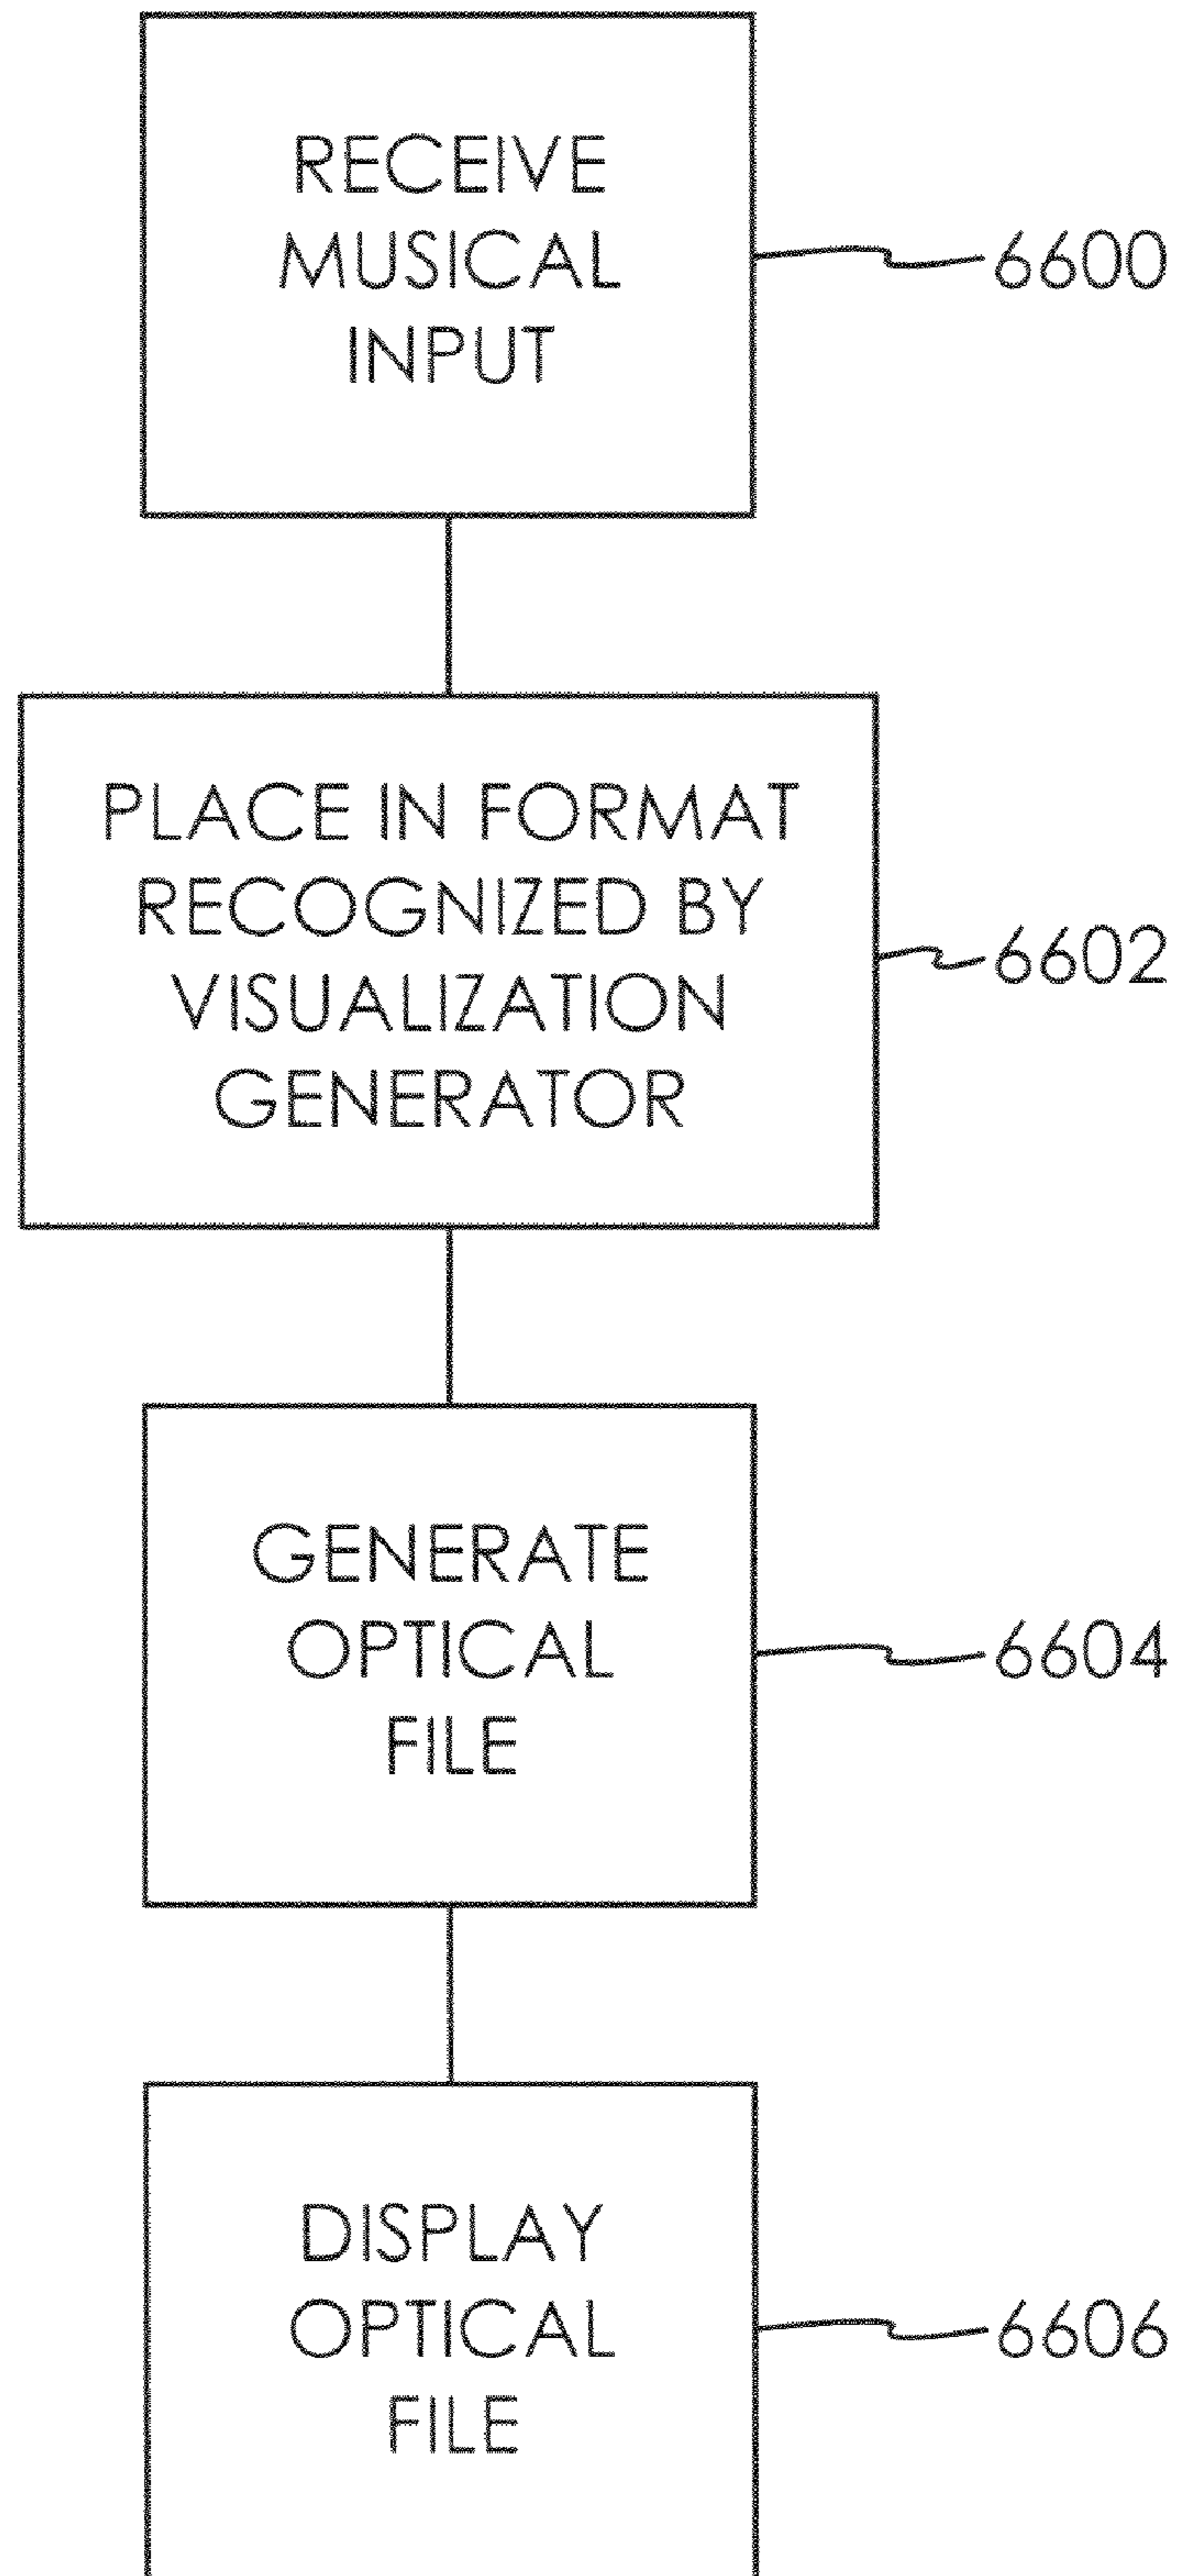 RECEIVE
MUSICAL
INPUT
6600
PLACE IN FORMAT
RECOGNIZED BY
VISUALIZATION
GENERATOR
6602
GENERATE
OPTICAL
FILE
6604
DISPLAY
OPTICAL
FILE
6606